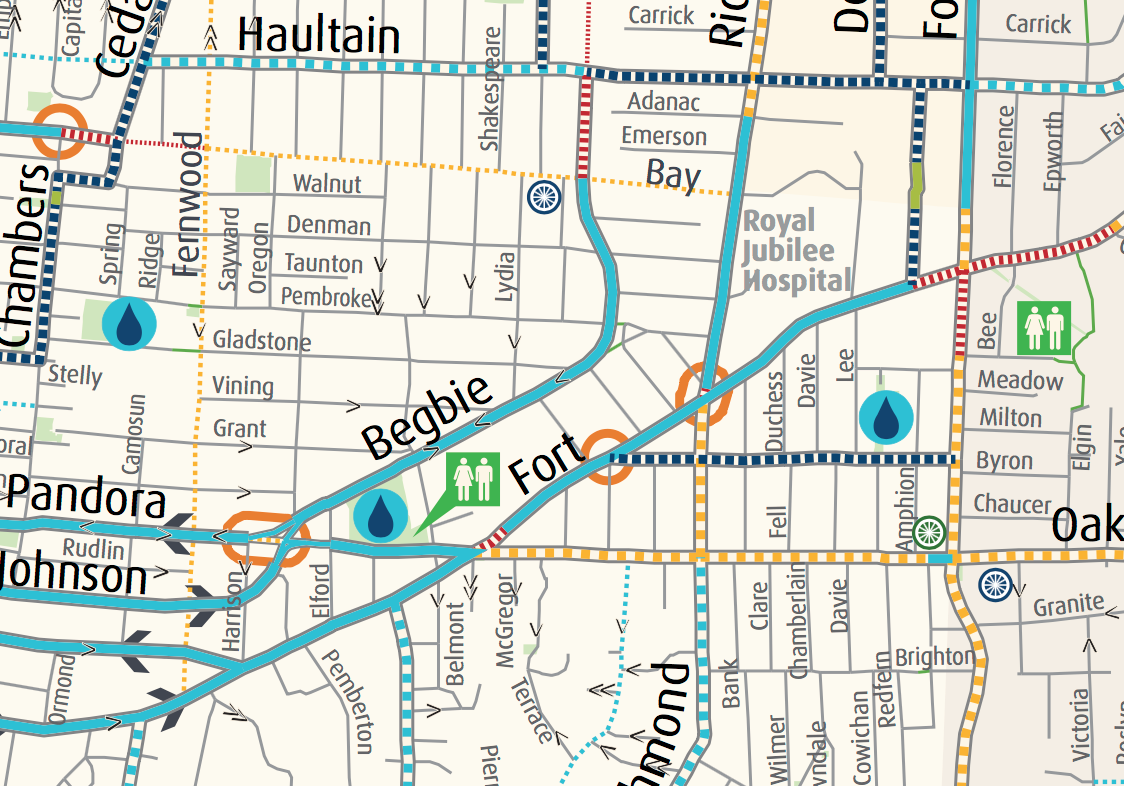 Haultain
Carrick
Carrick
Shakespeare
Adanac
Emerson
Bay
Florence
Epworth
Fernwood
Walnut
Denman
Taunton
Pembroke
Spring
Ridge
Sayward
Oregon
Lydia
Royal
Jubilee
Hospital
Chambers
Gladstone
Stelly
Vining
Grant
Camosun
Begbie
Fort
Duchess
Davie
Lee
Bee
Meadow
Milton
Byron
Chaucer
Elgin
Pandora
Rudlin
Johnson
Fell
Amphion
Harrison
Elford
Ormond
Pemberton
Belmont
McGregor
Terrace
Bank
Clare
Chamberlain
Davie
Wilmer
Cowichan
Redfern
Brighton
Granite
Victoria